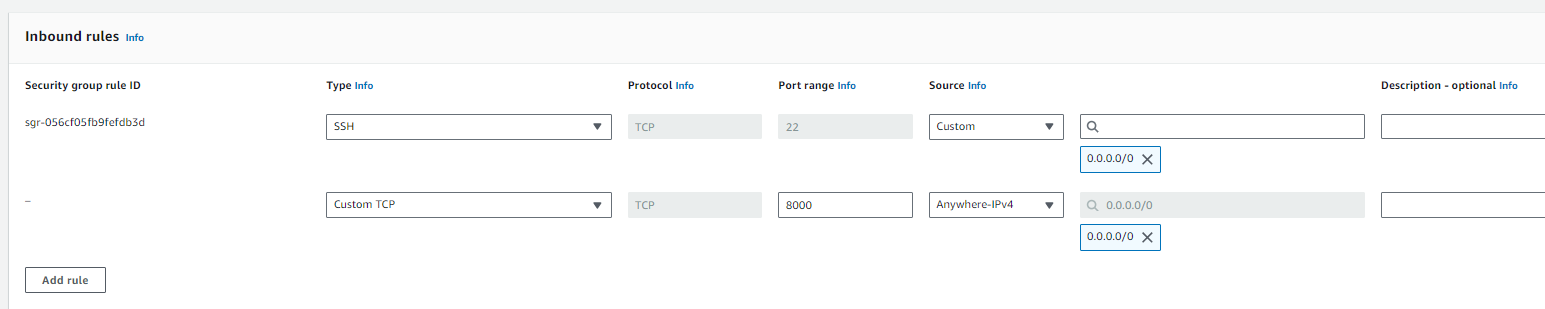 Inbound rules Info
Security group rule ID Type Info Protocol Info Port range Info Source Info Description - optional Info
sgr-056cf05fb9fefdb3d SSH TCP 22 Custom
0.0.0.0/0
– Custom TCP TCP 8000 Anywhere-IPv4 0.0.0.0/0
0.0.0.0/0
Add rule